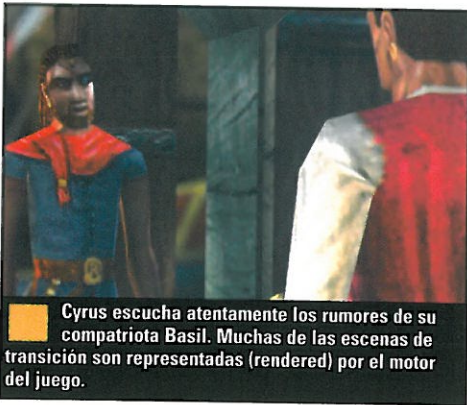 Cyrus escucha atentamente los rumores de su
compatriota Basil. Muchas de las escenas de
transición son representadas (rendered) por el motor
del juego.